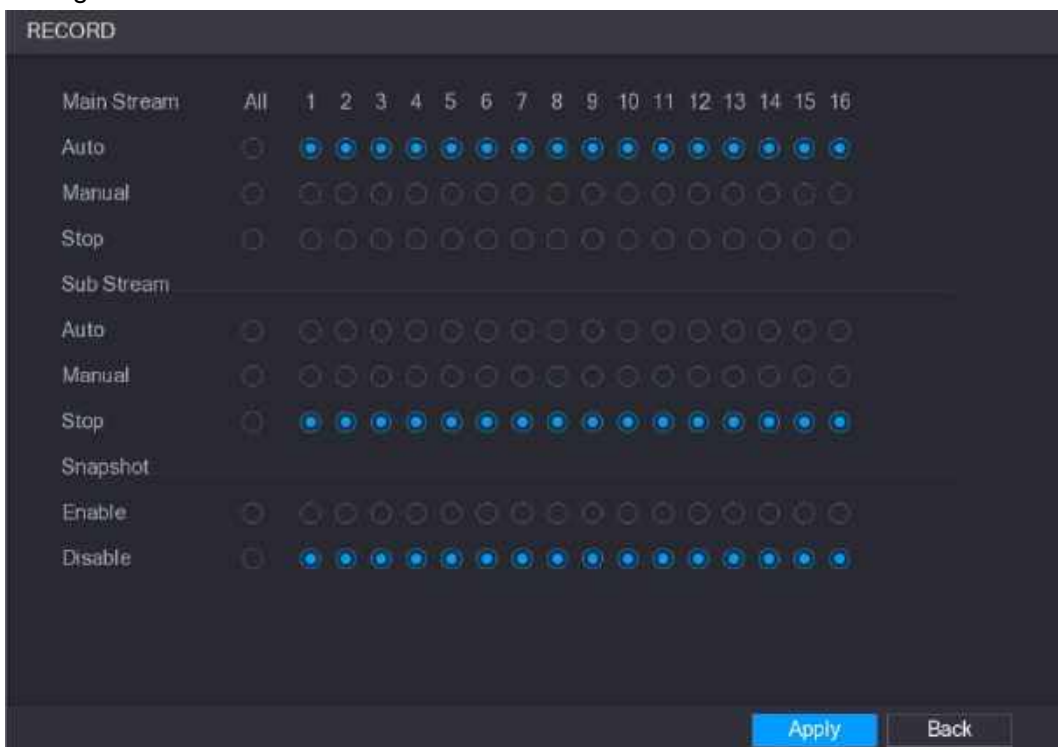 RECORD
Main Stream All 1 2 3 4 5 6 7 8 9 10 11 12 13 14 15 16
Auto
Manual
Stop
Sub Stream
Auto
Manual
Stop
Snapshot
Enable
Disable
Apply Back